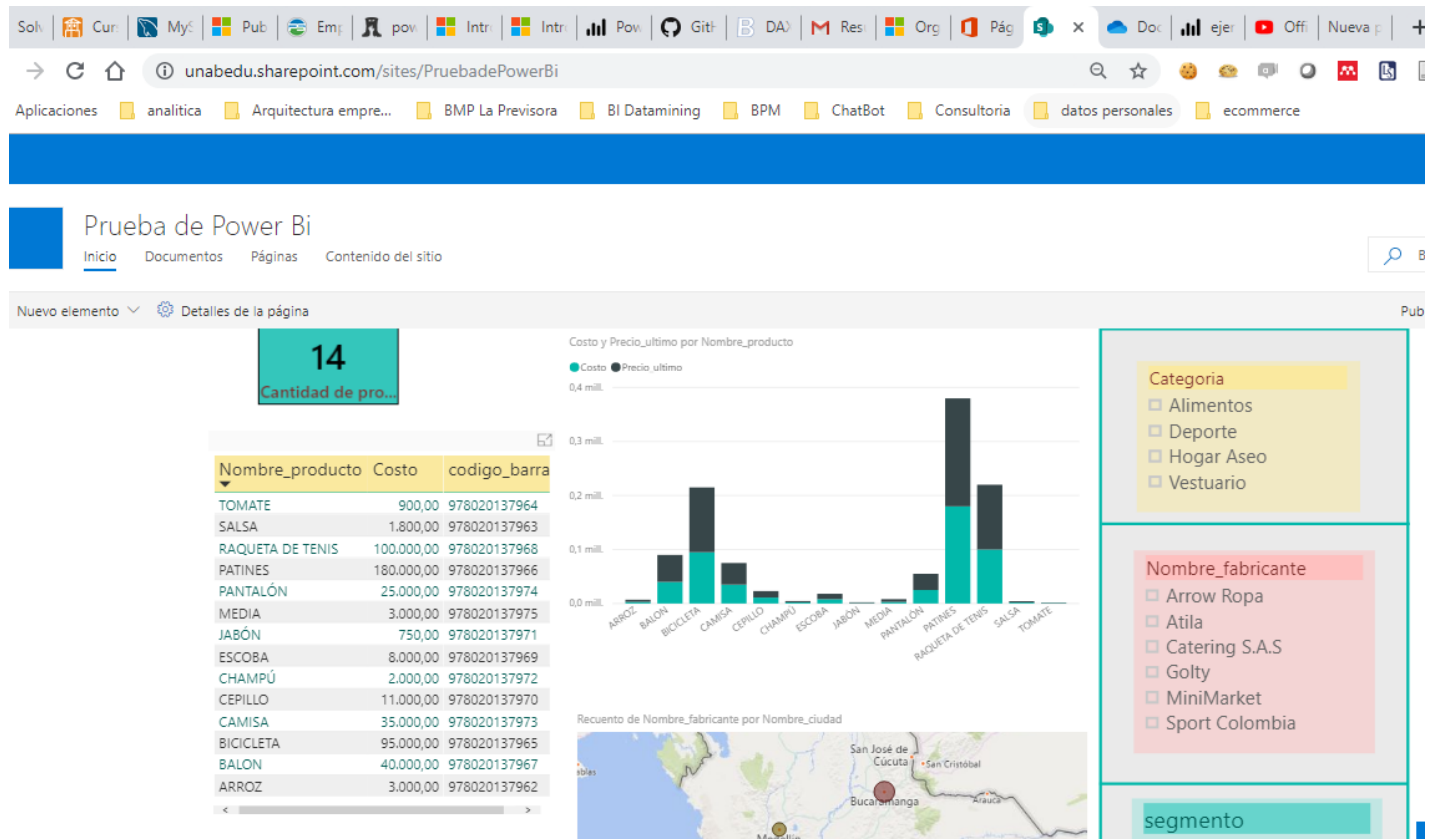 Solv Cur: MyS Pub Emp pow Intr Intr Pow GitH DAX Resu Org Pág Doc ejer Offi Nueva p
unabedu.sharepoint.com/sites/PruebadePowerBi
Aplicaciones analitica Arquitectura empre... BMP La Previsora BI Datamining BPM ChatBot Consultoria datos personales ecommerce
Prueba de Power Bi
Inicio Documentos Páginas Contenido del sitio
B
Nuevo elemento Detalles de la página Pub
14
Cantidad de pro...
Nombre_producto Costo codigo_barra
TOMATE 900,00 978020137964
SALSA 1.800,00 978020137963
RAQUETA DE TENIS 100.000,00 978020137968
PATINES 180.000,00 978020137966
PANTALÓN 25.000,00 978020137974
MEDIA 3.000,00 978020137975
JABÓN 750,00 978020137971
ESCOBA 8.000,00 978020137969
CHAMPÚ 2.000,00 978020137972
CEPILLO 11.000,00 978020137970
CAMISA 35.000,00 978020137973
BICICLETA 95.000,00 978020137965
BALON 40.000,00 978020137967
ARROZ 3.000,00 978020137962
Costo y Precio_ultimo por Nombre_producto
Costo Precio_ultimo
0,4 mill.
0,3 mill.
0,2 mill.
0,1 mill.
0,0 mill.
ARROZ BALON BICICLETA CAMISA CEPILLO CHAMPÚ ESCOBA JABÓN MEDIA PANTALÓN PATINES RAQUETA DE TENIS SALSA TOMATE
Recuento de Nombre_fabricante por Nombre_ciudad
San José de
Cúcuta San Cristóbal
Bucaramanga Arauca
Medellín
Categoria
Alimentos
Deporte
Hogar Aseo
Vestuario
Nombre_fabricante
Arrow Ropa
Atila
Catering S.A.S
Golty
MiniMarket
Sport Colombia
segmento